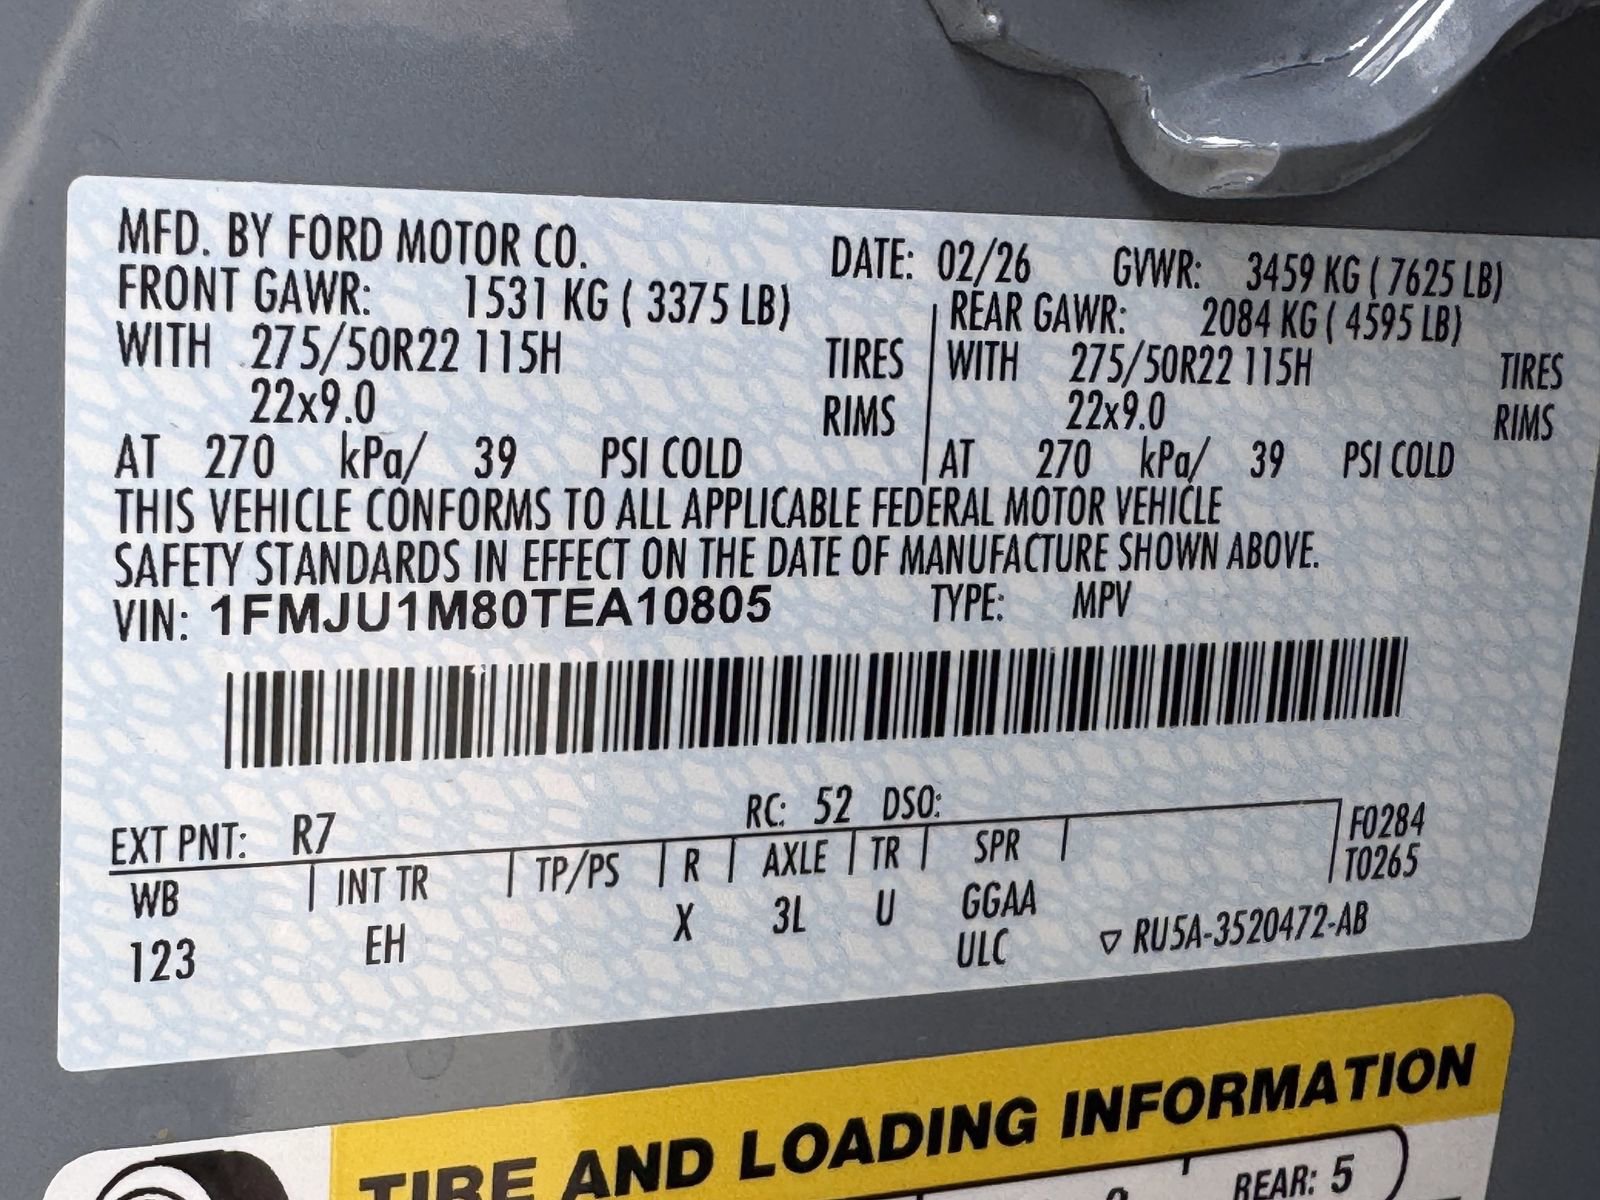 MFD. BY FORD MOTOR CO.
DATE: 02/26 GVWR: 3459 KG ( 7625 LB)
FRONT GAWR: 1531 KG ( 3375 LB) REAR GAWR: 2084 KG ( 4595 LB)
WITH 275/50R22 115H TIRES WITH 275/50R22 115H TIRES
22x9.0 RIMS 22x9.0 RIMS
AT 270 kPa/ 39 PSI COLD AT 270 kPa/ 39 PSI COLD
THIS VEHICLE CONFORMS TO ALL APPLICABLE FEDERAL MOTOR VEHICLE
SAFETY STANDARDS IN EFFECT ON THE DATE OF MANUFACTURE SHOWN ABOVE.
VIN: 1FMJU1M80TEA10805 TYPE: MPV
EXT PNT: R7 RC: 52 DSO:
WB INT TR TP/PS R AXLE TR SPR F0284
T0265
123 EH X 3L U GGAA
ULC ▽ RU5A-3520472-AB
TIRE AND LOADING INFORMATION
REAR: 5